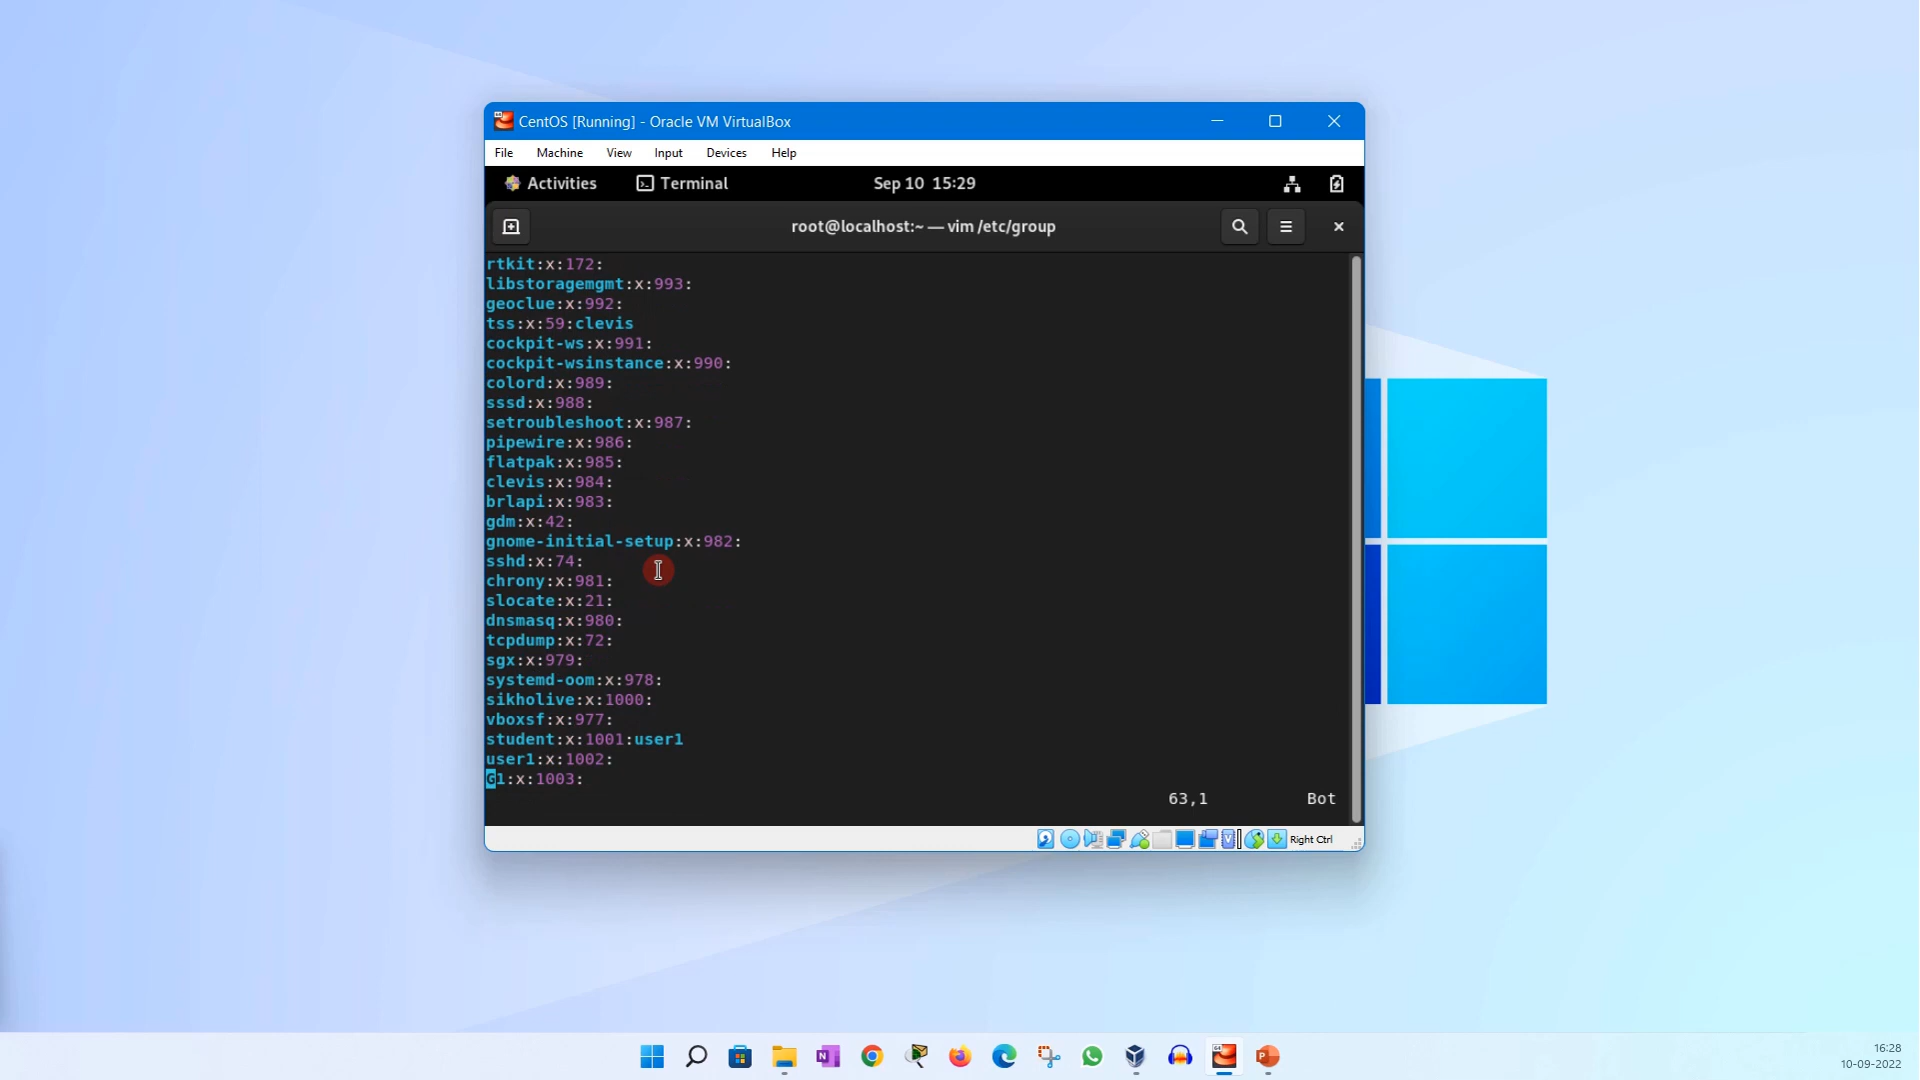 CentOS [Running] - Oracle VM VirtualBox
File Machine View Input Devices Help
Activities Terminal Sep 10 15:29
root@localhost:~ — vim /etc/group
rtkit:x:172:
libstoragemgmt:x:993:
geoclue:x:992:
tss:x:59:clevis
cockpit-ws:x:991:
cockpit-wsinstance:x:990:
colord:x:989:
sssd:x:988:
setroubleshoot:x:987:
pipewire:x:986:
flatpak:x:985:
clevis:x:984:
brlapi:x:983:
gdm:x:42:
gnome-initial-setup:x:982:
sshd:x:74:
chrony:x:981:
slocate:x:21:
dnsmasq:x:980:
tcpdump:x:72:
sgx:x:979:
systemd-oom:x:978:
sikholive:x:1000:
vboxsf:x:977:
student:x:1001:user1
user1:x:1002:
G1:x:1003:
63,1 Bot
Right Ctrl
16:28
10-09-2022